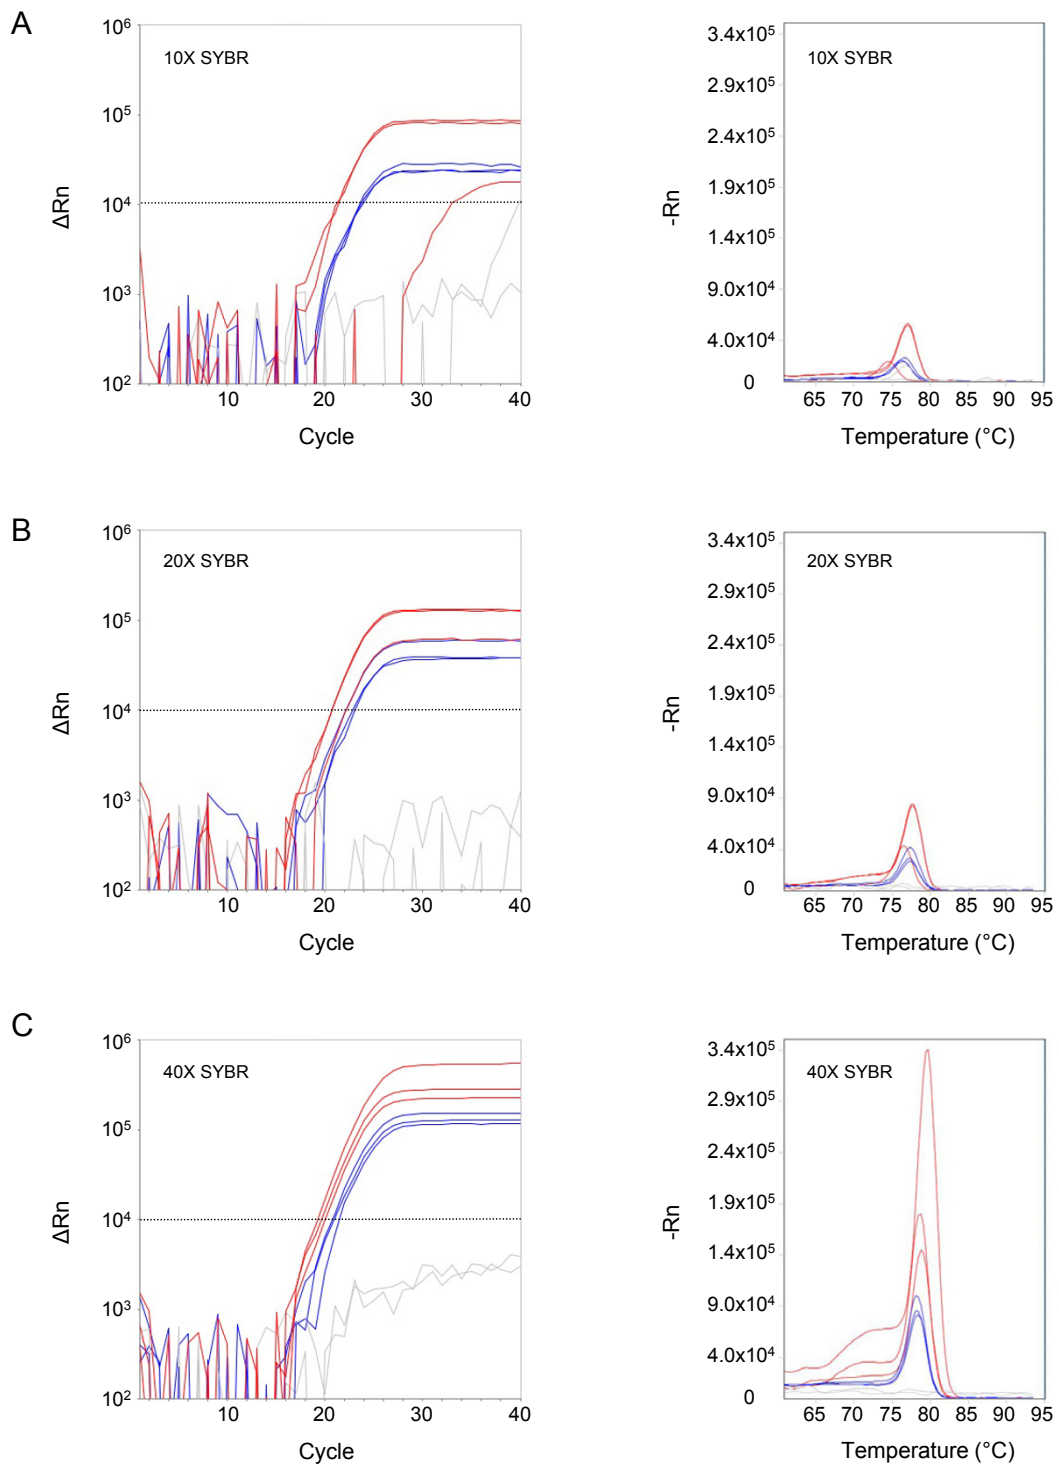 A
10⁶
10⁵
10⁴
10³
10²
ΔRn
10X SYBR
10 20 30 40
Cycle
3.4x10⁵
2.9x10⁵
2.4x10⁵
1.9x10⁵
1.4x10⁵
9.0x10⁴
4.0x10⁴
0
-Rn
10X SYBR
65 70 75 80 85 90 95
Temperature (°C)
B
10⁶
10⁵
10⁴
10³
10²
ΔRn
20X SYBR
10 20 30 40
Cycle
3.4x10⁵
2.9x10⁵
2.4x10⁵
1.9x10⁵
1.4x10⁵
9.0x10⁴
4.0x10⁴
0
-Rn
20X SYBR
65 70 75 80 85 90 95
Temperature (°C)
C
10⁶
10⁵
10⁴
10³
10²
ΔRn
40X SYBR
10 20 30 40
Cycle
3.4x10⁵
2.9x10⁵
2.4x10⁵
1.9x10⁵
1.4x10⁵
9.0x10⁴
4.0x10⁴
0
-Rn
40X SYBR
65 70 75 80 85 90 95
Temperature (°C)